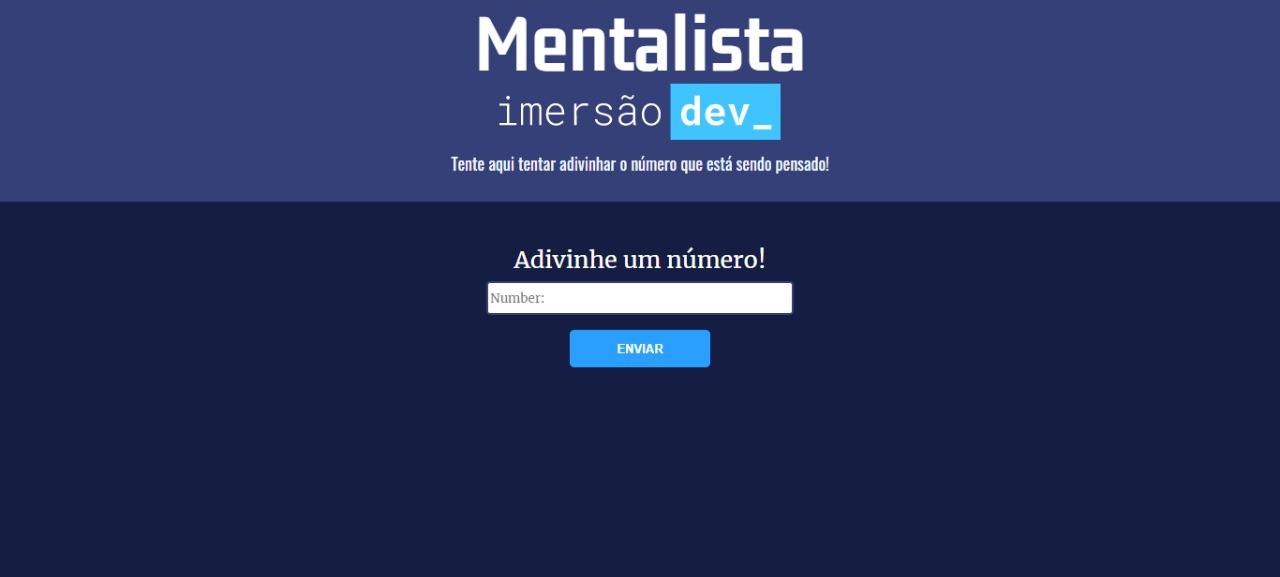 Mentalista
imersão dev_
Tente aqui tentar adivinhar o número que está sendo pensado!
Adivinhe um número!
Number:
ENVIAR